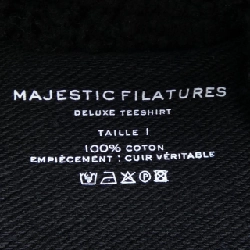 MAJESTIC FILATURES
DELUXE TEESHIRT
TAILLE 1
100% COTON
EMPIÈCEMENT : CUIR VÉRITABLE